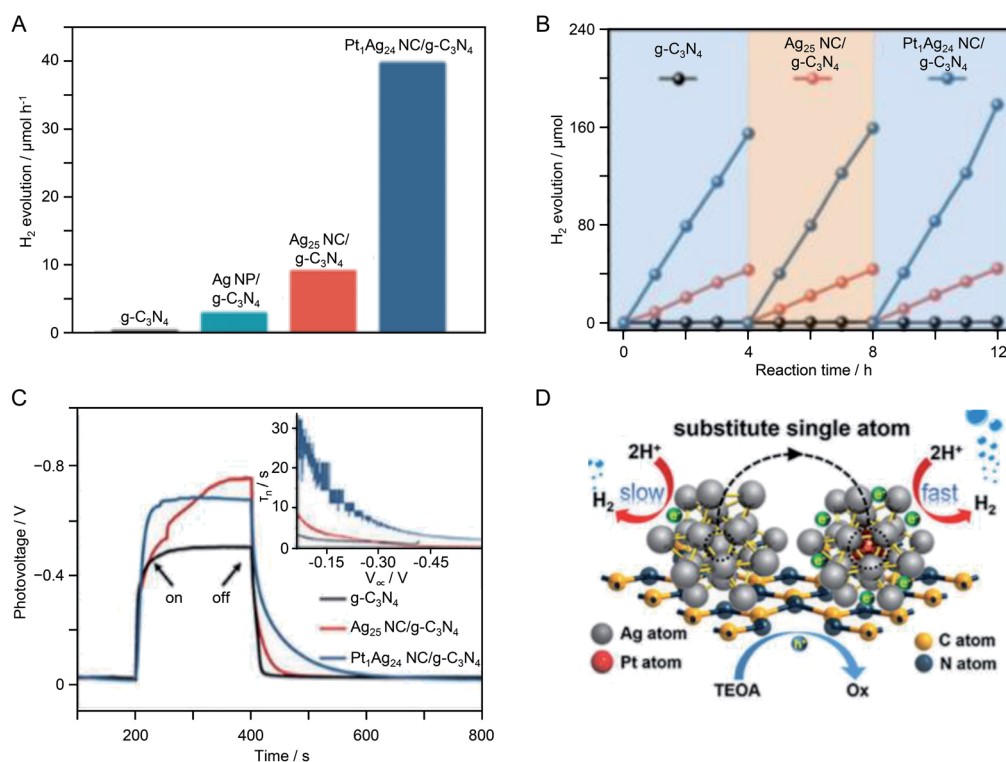 A
H₂ evolution / μmol h⁻¹
40
30
20
10
0
g-C₃N₄
Ag NP/
g-C₃N₄
Ag₂₅ NC/
g-C₃N₄
Pt₁Ag₂₄ NC/g-C₃N₄
B
H₂ evolution / μmol
240
160
80
0
g-C₃N₄
Ag₂₅ NC/
g-C₃N₄
Pt₁Ag₂₄ NC/
g-C₃N₄
0
4
8
12
Reaction time / h
C
Photovoltage / V
−0.8
−0.4
0
on
off
τₙ / s
30
20
10
0
-0.15
-0.30
-0.45
V∝ / V
g-C₃N₄
Ag₂₅ NC/g-C₃N₄
Pt₁Ag₂₄ NC/g-C₃N₄
200
400
600
800
Time / s
D
substitute single atom
2H⁺
slow
H₂
2H⁺
fast
H₂
e⁻
e⁻
e⁻
e⁻
e⁻
e⁻
e⁻
Ag atom
Pt atom
C atom
N atom
h⁺
TEOA
Ox